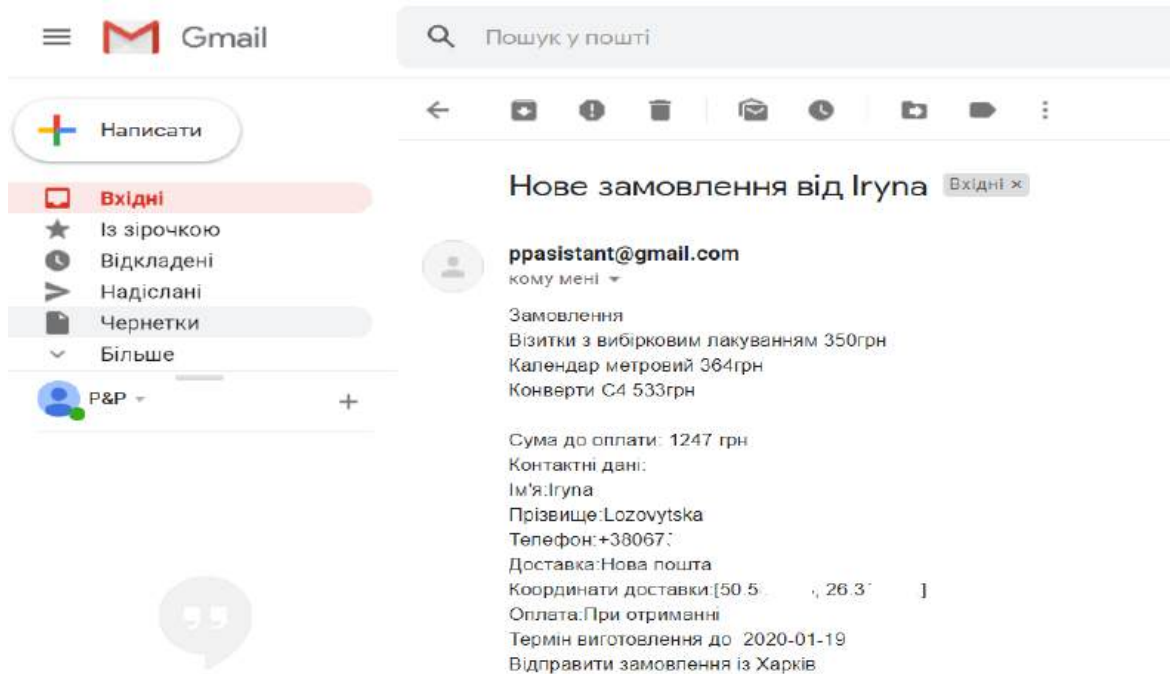 Gmail
Пошук у пошті
Написати
Вхідні
Із зірочкою
Відкладені
Надіслані
Чернетки
Більше
P&P
Нове замовлення від Iryna Вхідні ×
ppasistant@gmail.com
кому мені
Замовлення
Візитки з вибірковим лакуванням 350грн
Календар метровий 364грн
Конверти С4 533грн
Сума до оплати: 1247 грн
Контактні дані:
Ім'я:Iryna
Прізвище:Lozovytska
Телефон:+38067
Доставка:Нова пошта
Координати доставки:[50.5 , 26.3 ]
Оплата:При отриманні
Термін виготовлення до 2020-01-19
Відправити замовлення із Харків